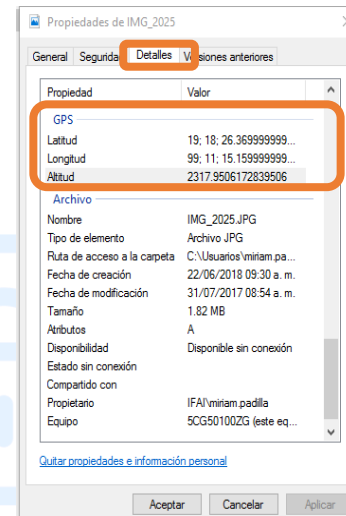 Propiedades de IMG_2025
General Seguridad Detalles Versiones anteriores
Propiedad Valor
GPS
Latitud 19; 18; 26.369999999...
Longitud 99; 11; 15.159999999...
Altitud 2317.9506172839506
Archivo
Nombre IMG_2025.JPG
Tipo de elemento Archivo JPG
Ruta de acceso a la carpeta C:\Usuarios\miriam.pa...
Fecha de creación 22/06/2018 09:30 a. m.
Fecha de modificación 31/07/2017 08:54 a. m.
Tamaño 1.82 MB
Atributos A
Disponibilidad Disponible sin conexión
Estado sin conexión
Compartido con
Propietario IFAI\miriam.padilla
Equipo 5CG50100ZG (este eq...
Quitar propiedades e información personal
Aceptar Cancelar Aplicar